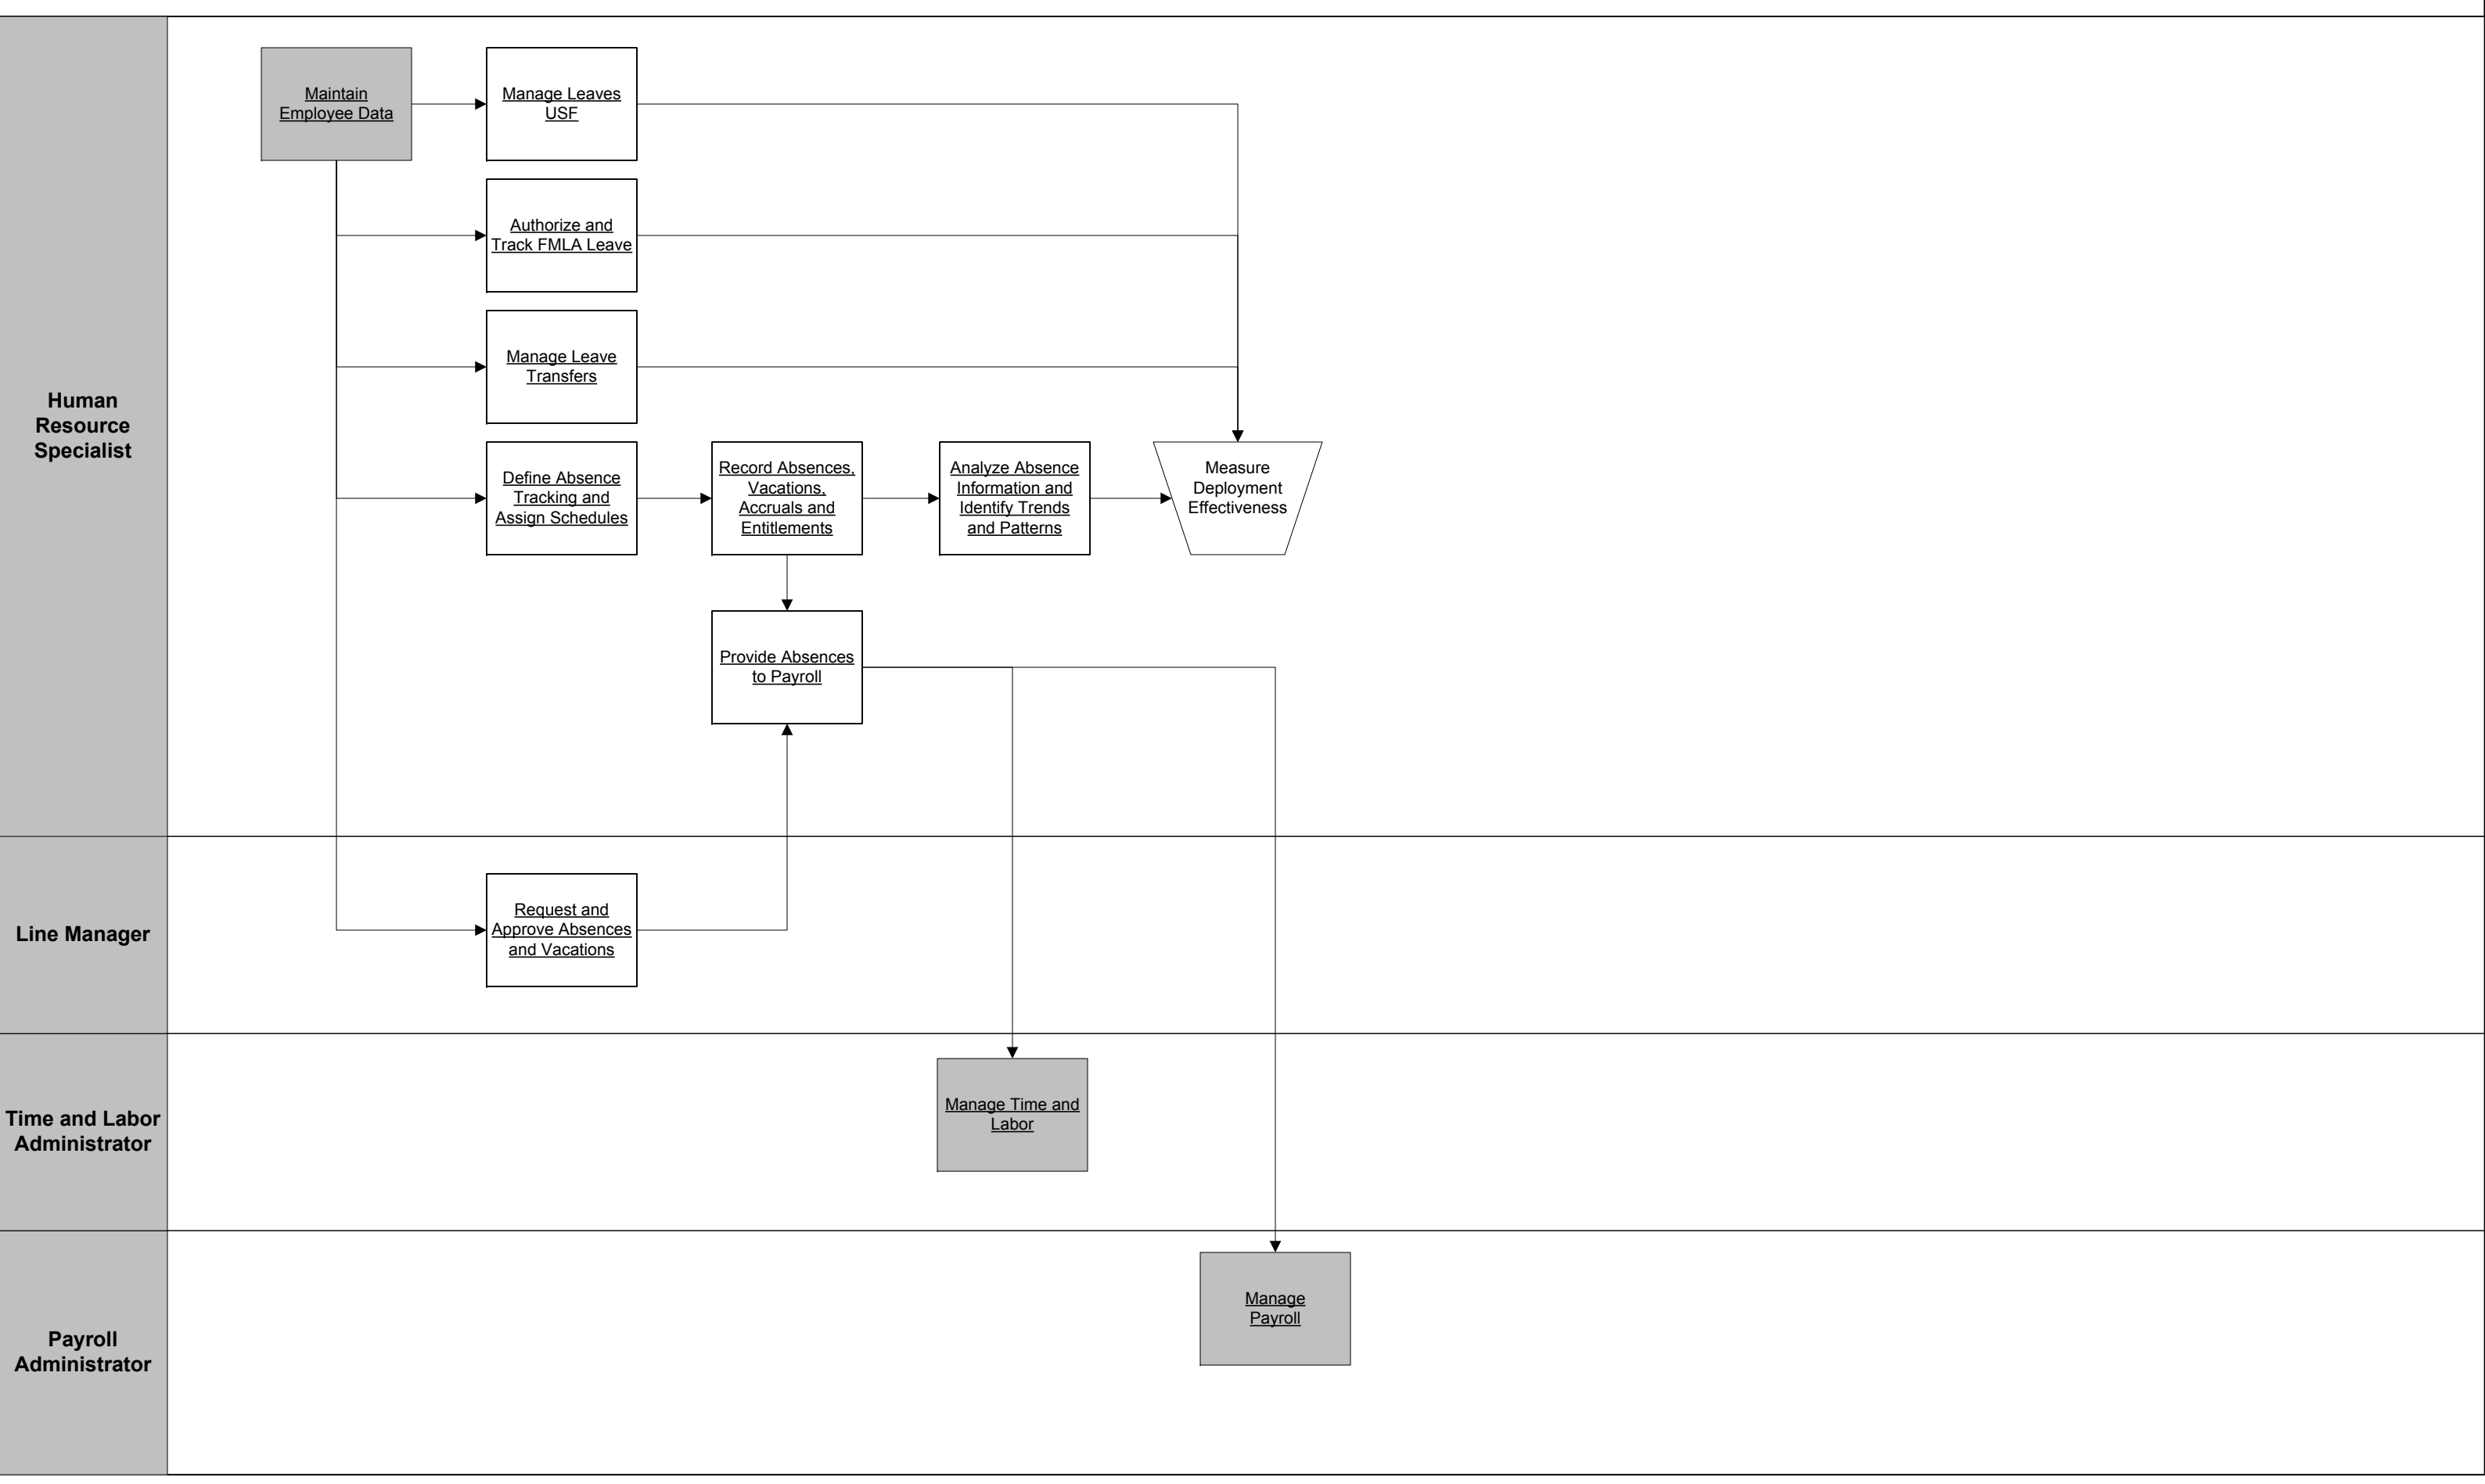 Human
Resource
Specialist
Maintain
Employee Data
Manage Leaves
USF
Authorize and
Track FMLA Leave
Manage Leave
Transfers
Define Absence
Tracking and
Assign Schedules
Record Absences,
Vacations,
Accruals and
Entitlements
Analyze Absence
Information and
Identify Trends
and Patterns
Measure
Deployment
Effectiveness
Provide Absences
to Payroll
Line Manager
Request and
Approve Absences
and Vacations
Time and Labor
Administrator
Manage Time and
Labor
Payroll
Administrator
Manage
Payroll